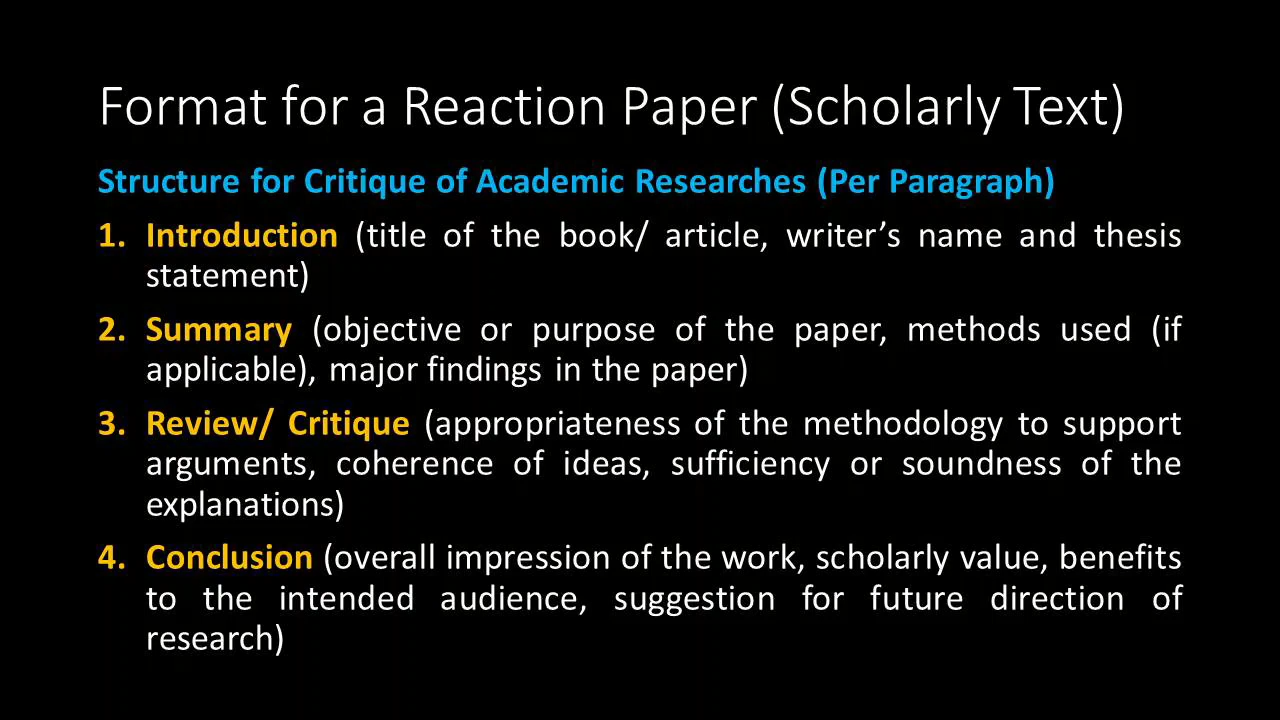 Format for a Reaction Paper (Scholarly Text)
Structure for Critique of Academic Researches (Per Paragraph)
1. Introduction (title of the book/ article, writer’s name and thesis
statement)
2. Summary (objective or purpose of the paper, methods used (if
applicable), major findings in the paper)
3. Review/ Critique (appropriateness of the methodology to support
arguments, coherence of ideas, sufficiency or soundness of the
explanations)
4. Conclusion (overall impression of the work, scholarly value, benefits
to the intended audience, suggestion for future direction of
research)